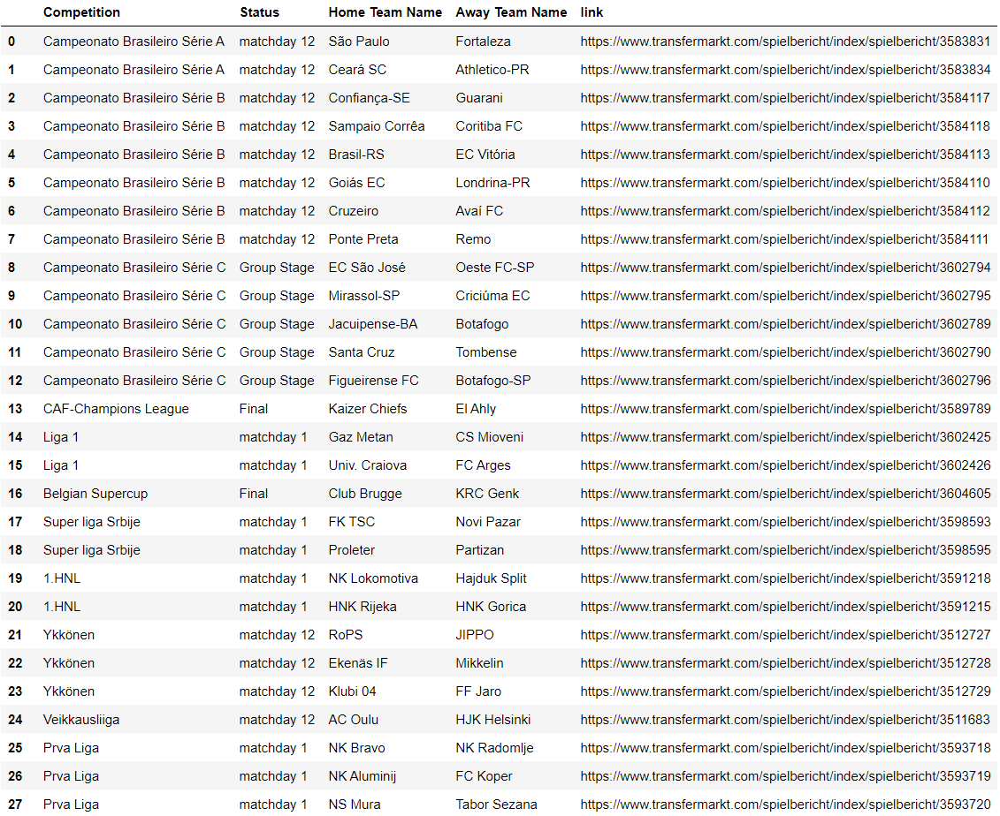 Competition Status Home Team Name Away Team Name link
0 Campeonato Brasileiro Série A matchday 12 São Paulo Fortaleza https://www.transfermarkt.com/spielbericht/index/spielbericht/3583831
1 Campeonato Brasileiro Série A matchday 12 Ceará SC Athletico-PR https://www.transfermarkt.com/spielbericht/index/spielbericht/3583834
2 Campeonato Brasileiro Série B matchday 12 Confiança-SE Guarani https://www.transfermarkt.com/spielbericht/index/spielbericht/3584117
3 Campeonato Brasileiro Série B matchday 12 Sampaio Corrêa Coritiba FC https://www.transfermarkt.com/spielbericht/index/spielbericht/3584118
4 Campeonato Brasileiro Série B matchday 12 Brasil-RS EC Vitória https://www.transfermarkt.com/spielbericht/index/spielbericht/3584113
5 Campeonato Brasileiro Série B matchday 12 Goiás EC Londrina-PR https://www.transfermarkt.com/spielbericht/index/spielbericht/3584110
6 Campeonato Brasileiro Série B matchday 12 Cruzeiro Avaí FC https://www.transfermarkt.com/spielbericht/index/spielbericht/3584112
7 Campeonato Brasileiro Série B matchday 12 Ponte Preta Remo https://www.transfermarkt.com/spielbericht/index/spielbericht/3584111
8 Campeonato Brasileiro Série C Group Stage EC São José Oeste FC-SP https://www.transfermarkt.com/spielbericht/index/spielbericht/3602794
9 Campeonato Brasileiro Série C Group Stage Mirassol-SP Criciúma EC https://www.transfermarkt.com/spielbericht/index/spielbericht/3602795
10 Campeonato Brasileiro Série C Group Stage Jacuipense-BA Botafogo https://www.transfermarkt.com/spielbericht/index/spielbericht/3602789
11 Campeonato Brasileiro Série C Group Stage Santa Cruz Tombense https://www.transfermarkt.com/spielbericht/index/spielbericht/3602790
12 Campeonato Brasileiro Série C Group Stage Figueirense FC Botafogo-SP https://www.transfermarkt.com/spielbericht/index/spielbericht/3602796
13 CAF-Champions League Final Kaizer Chiefs El Ahly https://www.transfermarkt.com/spielbericht/index/spielbericht/3589789
14 Liga 1 matchday 1 Gaz Metan CS Mioveni https://www.transfermarkt.com/spielbericht/index/spielbericht/3602425
15 Liga 1 matchday 1 Univ. Craiova FC Arges https://www.transfermarkt.com/spielbericht/index/spielbericht/3602426
16 Belgian Supercup Final Club Brugge KRC Genk https://www.transfermarkt.com/spielbericht/index/spielbericht/3604605
17 Super liga Srbije matchday 1 FK TSC Novi Pazar https://www.transfermarkt.com/spielbericht/index/spielbericht/3598593
18 Super liga Srbije matchday 1 Proleter Partizan https://www.transfermarkt.com/spielbericht/index/spielbericht/3598595
19 1.HNL matchday 1 NK Lokomotiva Hajduk Split https://www.transfermarkt.com/spielbericht/index/spielbericht/3591218
20 1.HNL matchday 1 HNK Rijeka HNK Gorica https://www.transfermarkt.com/spielbericht/index/spielbericht/3591215
21 Ykkönen matchday 12 RoPS JIPPO https://www.transfermarkt.com/spielbericht/index/spielbericht/3512727
22 Ykkönen matchday 12 Ekenäs IF Mikkelin https://www.transfermarkt.com/spielbericht/index/spielbericht/3512728
23 Ykkönen matchday 12 Klubi 04 FF Jaro https://www.transfermarkt.com/spielbericht/index/spielbericht/3512729
24 Veikkausliiga matchday 12 AC Oulu HJK Helsinki https://www.transfermarkt.com/spielbericht/index/spielbericht/3511683
25 Prva Liga matchday 1 NK Bravo NK Radomlje https://www.transfermarkt.com/spielbericht/index/spielbericht/3593718
26 Prva Liga matchday 1 NK Aluminij FC Koper https://www.transfermarkt.com/spielbericht/index/spielbericht/3593719
27 Prva Liga matchday 1 NS Mura Tabor Sezana https://www.transfermarkt.com/spielbericht/index/spielbericht/3593720